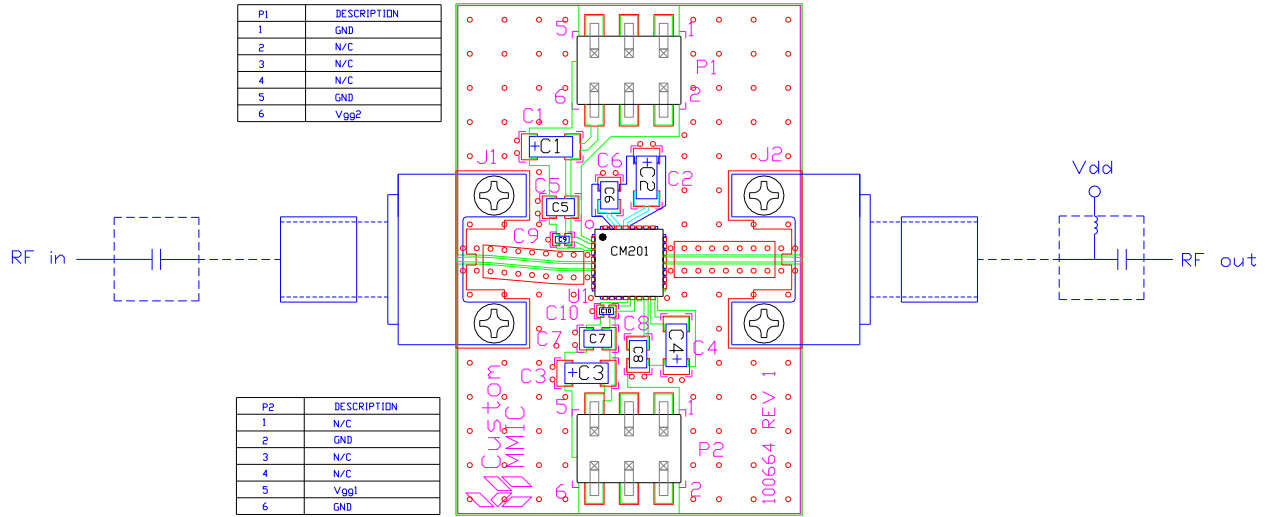 P1 DESCRIPTION
1 GND
2 N/C
3 N/C
4 N/C
5 GND
6 Vgg2
5 1
P1
6 2
C1
+C1
J1
J2
C6
C6
+C2
C2
C5
C5
C9
C9
Vdd
CM201
RF in
RF out
U1
C10
C10
C8
C8
C7
C7
C4+
C4
C3
+C3
Custom
MMIC
100664 REV 1
5 1
P2
6 2
P2 DESCRIPTION
1 N/C
2 GND
3 N/C
4 N/C
5 Vgg1
6 GND